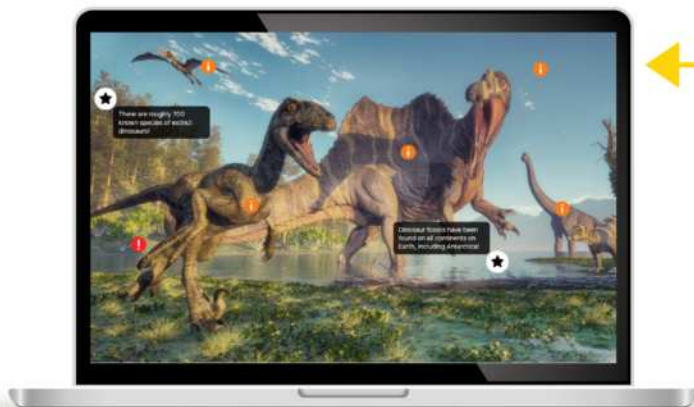 There are roughly 700
known species of extinct
dinosaurs!
Dinosaur fossils have been
found on all continents on
Earth, including Antarctica!